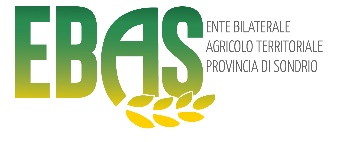 EBAS
ENTE BILATERALE
AGRICOLO TERRITORIALE
PROVINCIA DI SONDRIO